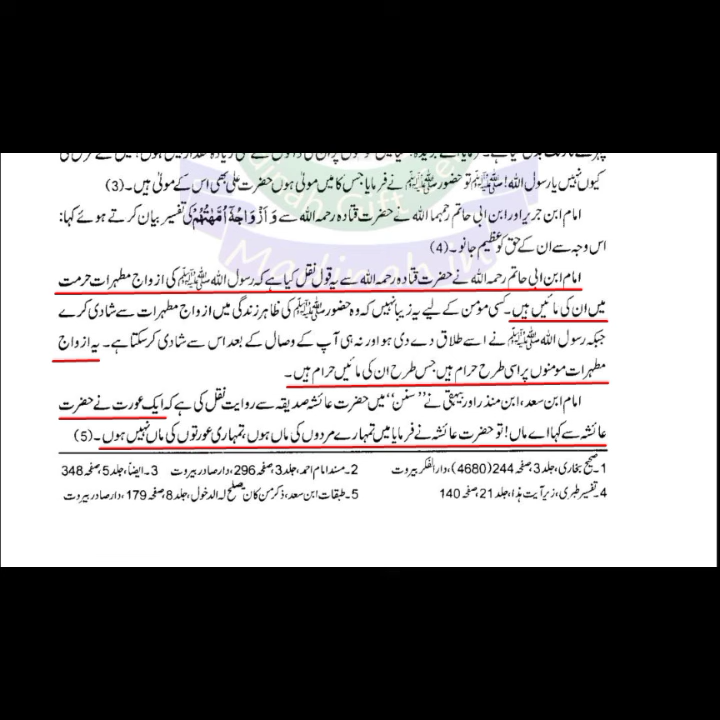 کیوں نہیں یا رسول اللہ! ﷺ تو حضور ﷺ نے فرمایا جس کا میں مولیٰ ہوں حضرت علی بھی اس کے مولیٰ ہیں۔ (3)
امام ابن جریر اور ابن ابی حاتم رحمہما اللہ نے حضرت قتادہ رحمہ اللہ سے وَ اَزْوَاجُهٗۤ اُمَّهٰتُهُمْ کی تفسیر بیان کرتے ہوئے کہا:
اس وجہ سے ان کے حق کو عظیم جانو۔ (4)
امام ابن ابی حاتم رحمہ اللہ نے حضرت قتادہ رحمہ اللہ سے یہ قول نقل کیا ہے کہ رسول اللہ ﷺ کی ازواج مطہرات حرمت
میں ان کی مائیں ہیں۔ کسی مومن کے لیے یہ زیبا نہیں کہ وہ حضور ﷺ کی ظاہر زندگی میں ازواج مطہرات سے شادی کرے
جبکہ رسول اللہ ﷺ نے اسے طلاق دے دی ہو اور نہ ہی آپ کے وصال کے بعد اس سے شادی کر سکتا ہے۔ یہ ازواج
مطہرات مومنوں پر اسی طرح حرام ہیں جس طرح ان کی مائیں حرام ہیں۔
امام ابن سعد، ابن منذر اور بیہقی نے ”سنن“ میں حضرت عائشہ صدیقہ سے روایت نقل کی ہے کہ ایک عورت نے حضرت
عائشہ سے کہا اے ماں! تو حضرت عائشہ نے فرمایا میں تمہارے مردوں کی ماں ہوں، تمہاری عورتوں کی ماں نہیں ہوں۔ (5)
1۔ صحیح بخاری، جلد 3، صفحہ 244 (4680)، دار الفکر بیروت 2۔ مسند امام احمد، جلد 3، صفحہ 296، دار صادر بیروت 3۔ ایضاً، جلد 5، صفحہ 348
4۔ تفسیر طبری، زیر آیت ہذا، جلد 21، صفحہ 140 5۔ طبقات ابن سعد، ذکر من کان یصلح لہ الدخول، جلد 8، صفحہ 179، دار صادر بیروت